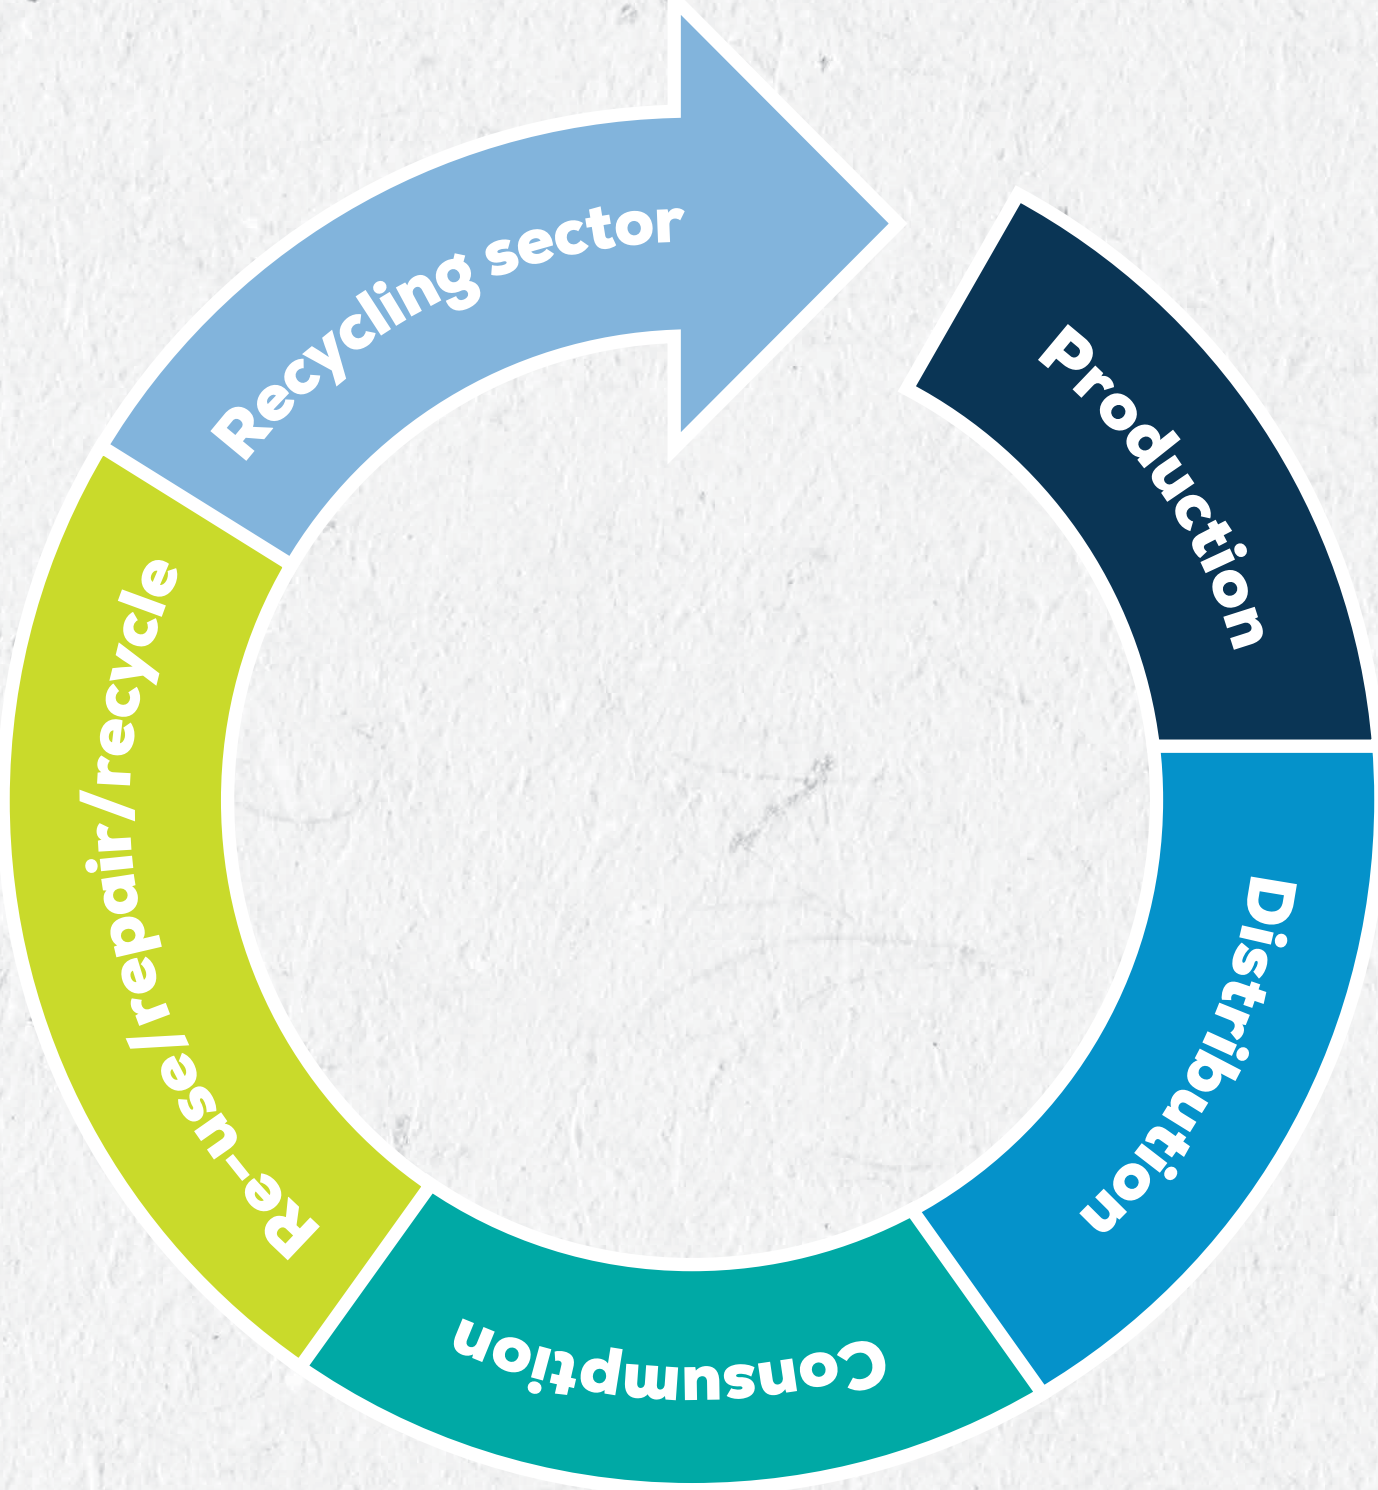 Production
Distribution
Consumption
Re-use/repair/recycle
Recycling sector